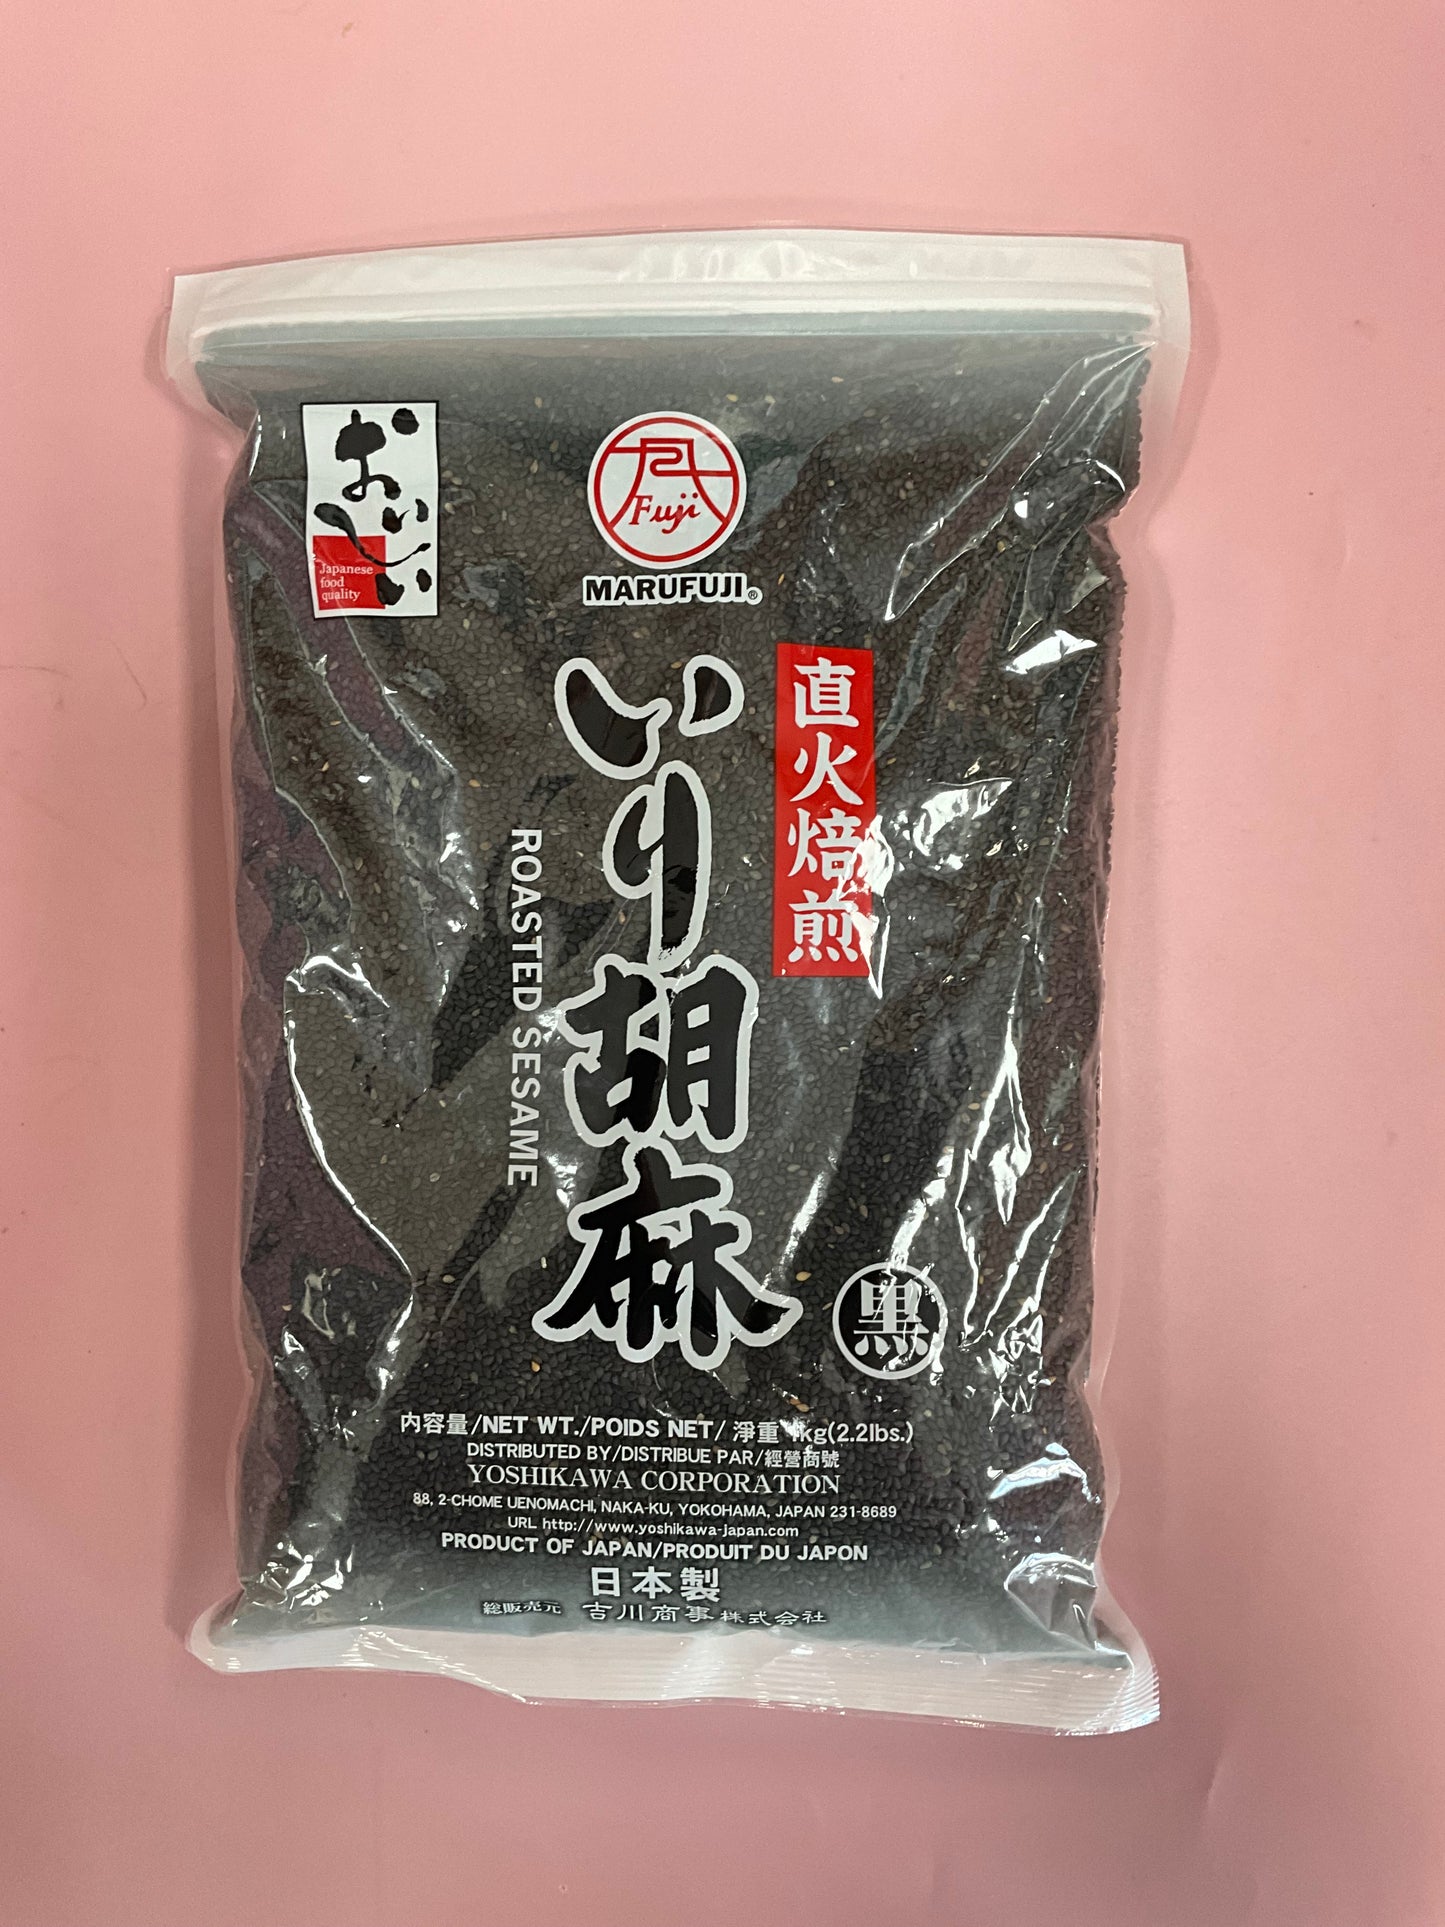 おいしい
Japanese
food
quality
Fuji
MARUFUJI®
直火焙煎
いり胡麻
ROASTED SESAME
黒
内容量/NET WT./POIDS NET/ 淨重 1kg(2.2lbs.)
DISTRIBUTED BY/DISTRIBUE PAR/經營商號
YOSHIKAWA CORPORATION
88, 2-CHOME UENOMACHI, NAKA-KU, YOKOHAMA, JAPAN 231-8689
URL http://www.yoshikawa-japan.com
PRODUCT OF JAPAN/PRODUIT DU JAPON
日本製
総販売元 吉川商事株式会社